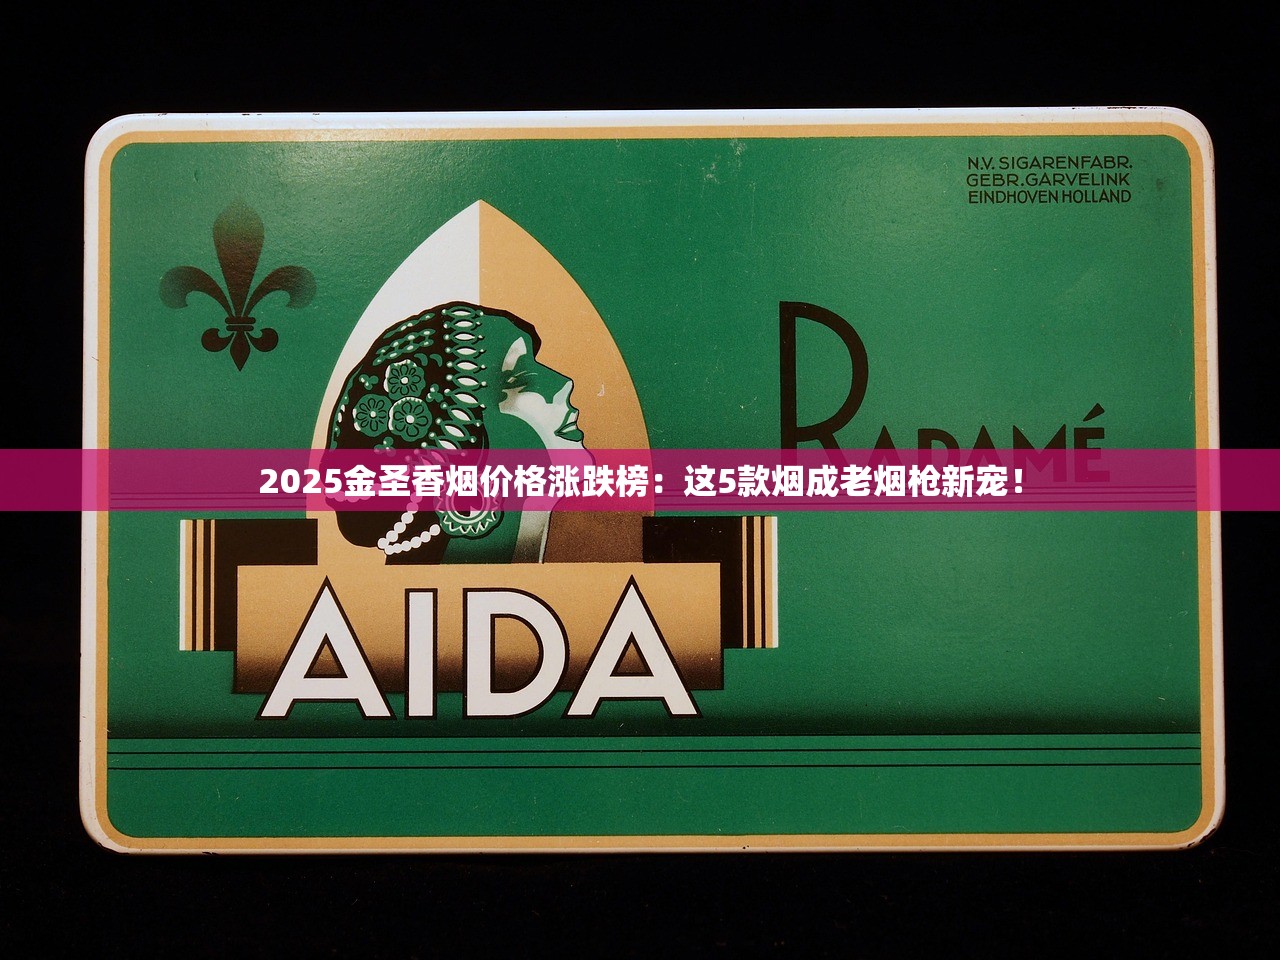 N.V. SIGARENFABR.
GEBR. GARVELINK
EINDHOVEN HOLLAND
RADAMÉ
2025金圣香烟价格涨跌榜：这5款烟成老烟枪新宠！
AIDA